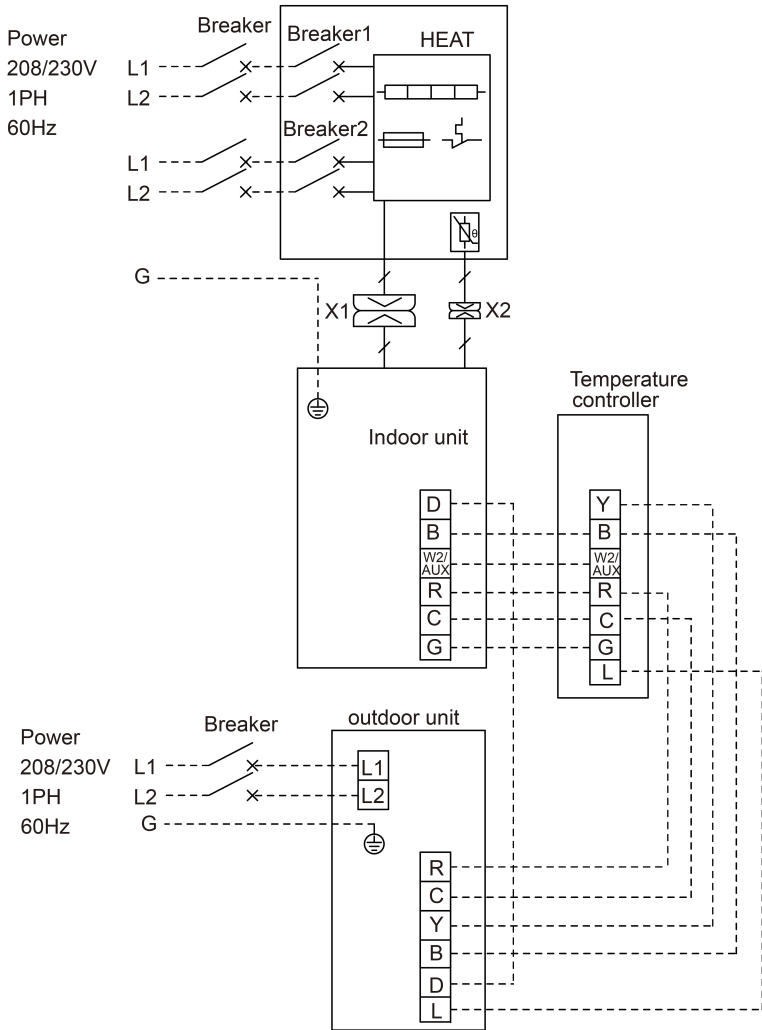 Breaker
Breaker1
HEAT
Power
208/230V
1PH
60Hz
L1
L2
Breaker2
L1
L2
θ
G
X1
X2
Temperature
controller
Indoor unit
D
B
W2/
AUX
R
C
G
Y
B
W2/
AUX
R
C
G
L
outdoor unit
Breaker
Power
208/230V
1PH
60Hz
L1
L2
G
L1
L2
R
C
Y
B
D
L